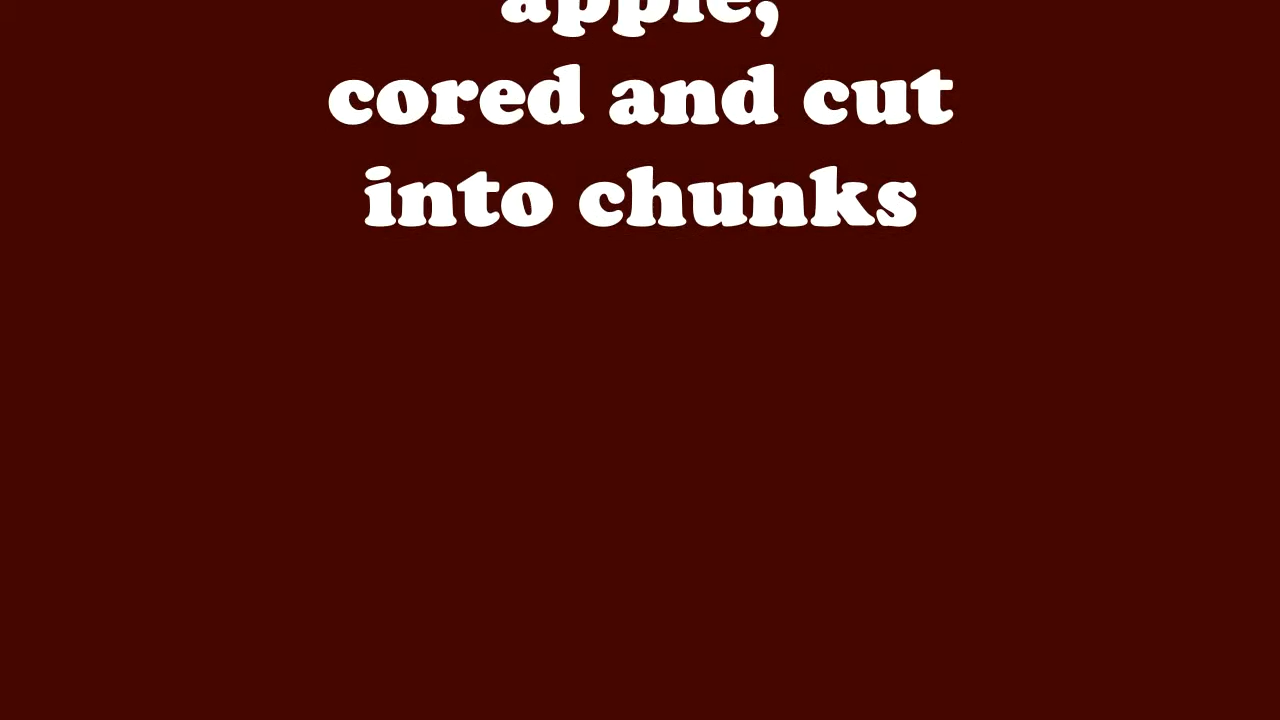 apple,
cored and cut
into chunks